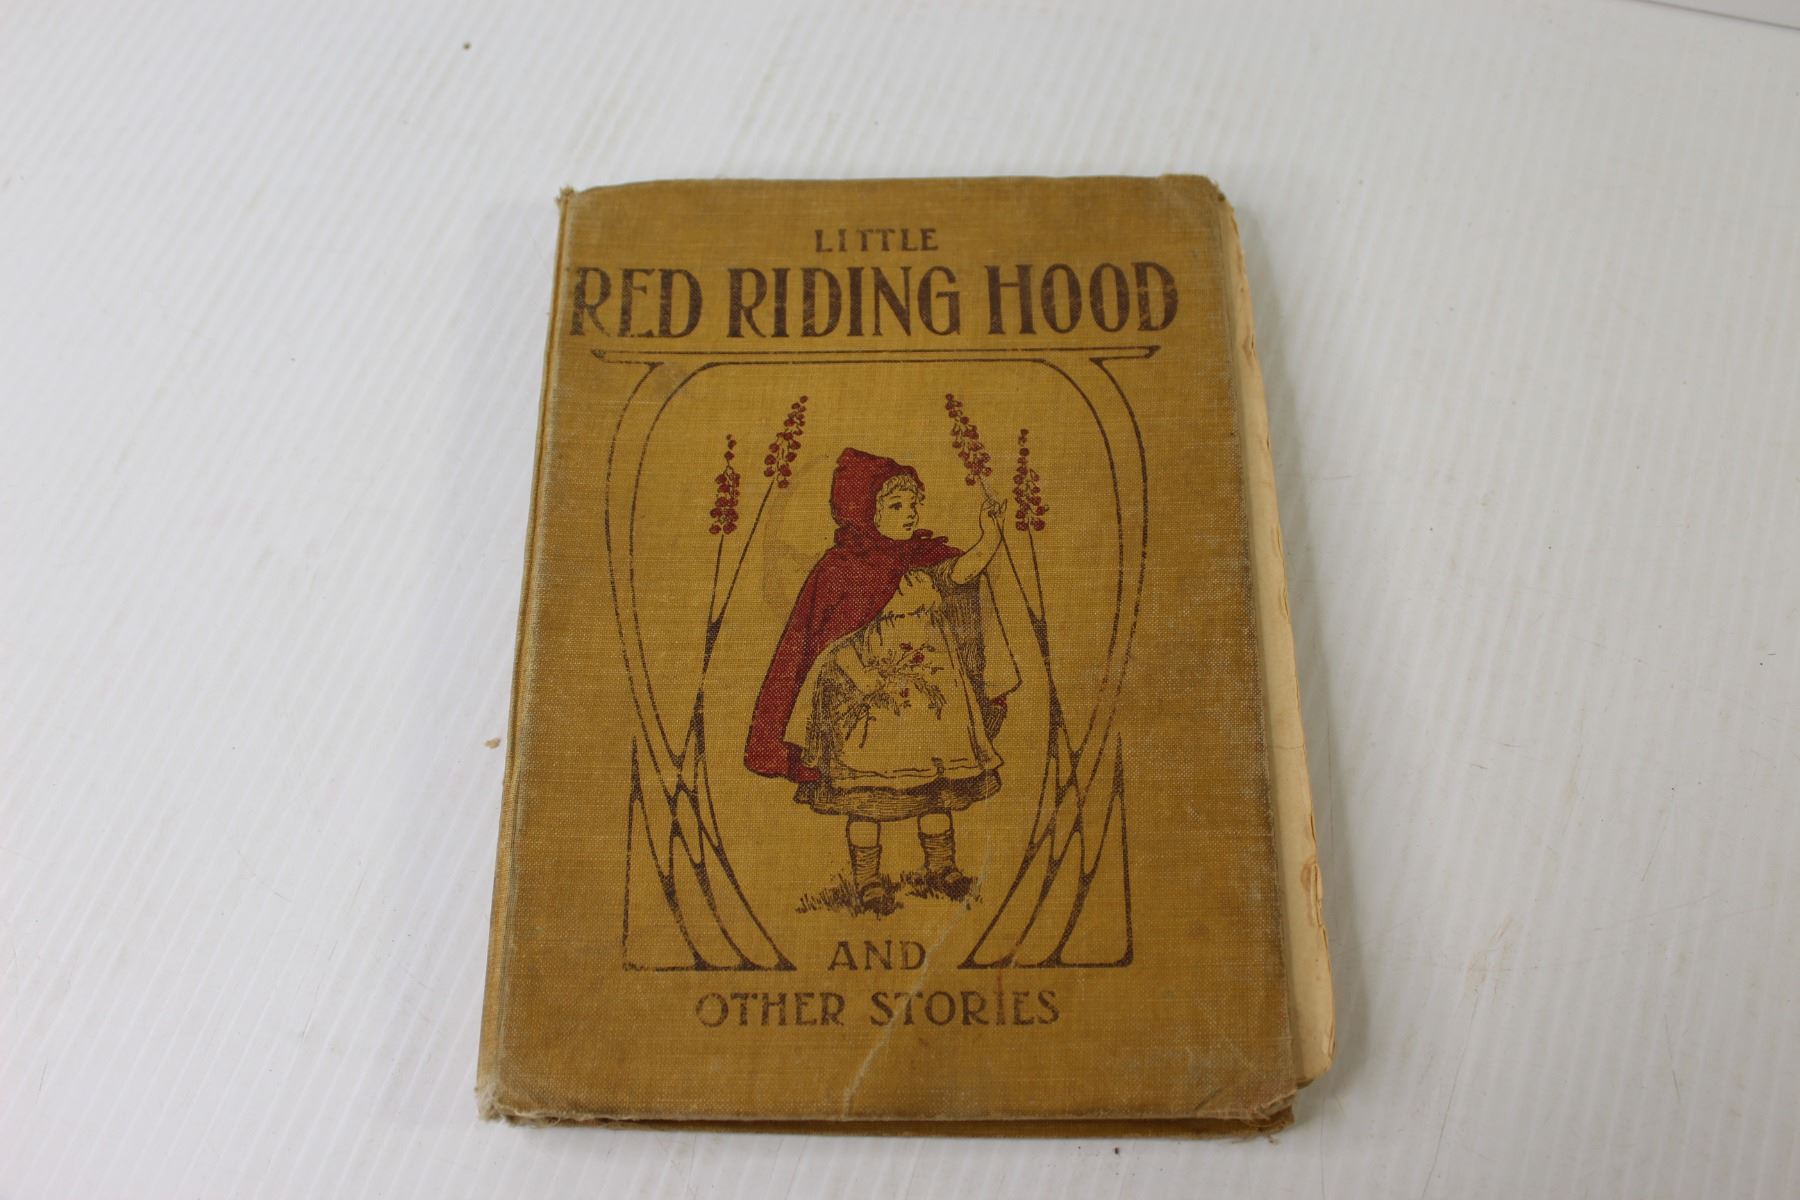 LITTLE
RED RIDING HOOD
AND
OTHER STORIES